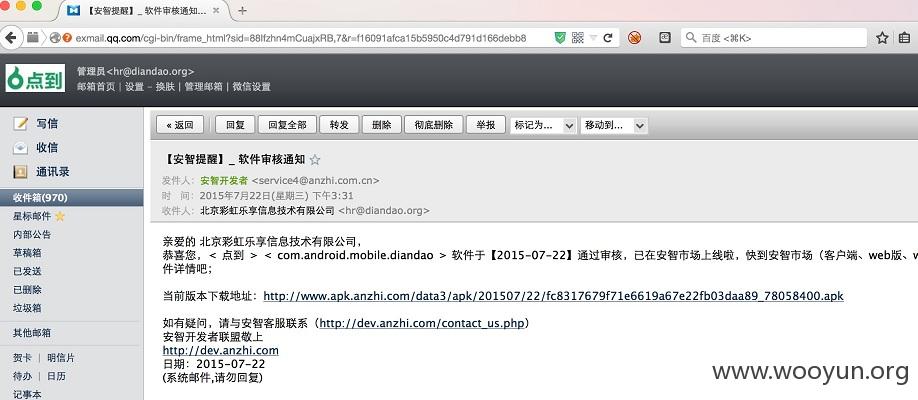 【安智提醒】_ 软件审核通知...
exmail.qq.com/cgi-bin/frame_html?sid=88lfzhn4mCuajxRB,7&r=f16091afca15b5950c4d791d166debb8
百度 <⌘K>
点到
管理员<hr@diandao.org>
邮箱首页 | 设置 - 换肤 | 管理邮箱 | 微信设置
写信
收信
通讯录
收件箱(970)
星标邮件
内部公告
草稿箱
已发送
已删除
垃圾箱
其他邮箱
贺卡 | 明信片
待办 | 日历
记事本
« 返回 回复 回复全部 转发 删除 彻底删除 举报 标记为... 移动到...
【安智提醒】_ 软件审核通知
发件人：安智开发者 <service4@anzhi.com.cn>
时 间：2015年7月22日(星期三) 下午3:31
收件人：北京彩虹乐享信息技术有限公司 <hr@diandao.org>
亲爱的 北京彩虹乐享信息技术有限公司，
恭喜您，< 点到 > < com.android.mobile.diandao > 软件于【2015-07-22】通过审核，已在安智市场上线啦，快到安智市场（客户端、web版、w
件详情吧；
当前版本下载地址：http://www.apk.anzhi.com/data3/apk/201507/22/fc8317679f71e6619a67e22fb03daa89_78058400.apk
如有疑问，请与安智客服联系（http://dev.anzhi.com/contact_us.php）
安智开发者联盟敬上
http://dev.anzhi.com
日期：2015-07-22
(系统邮件,请勿回复)
www.wooyun.org